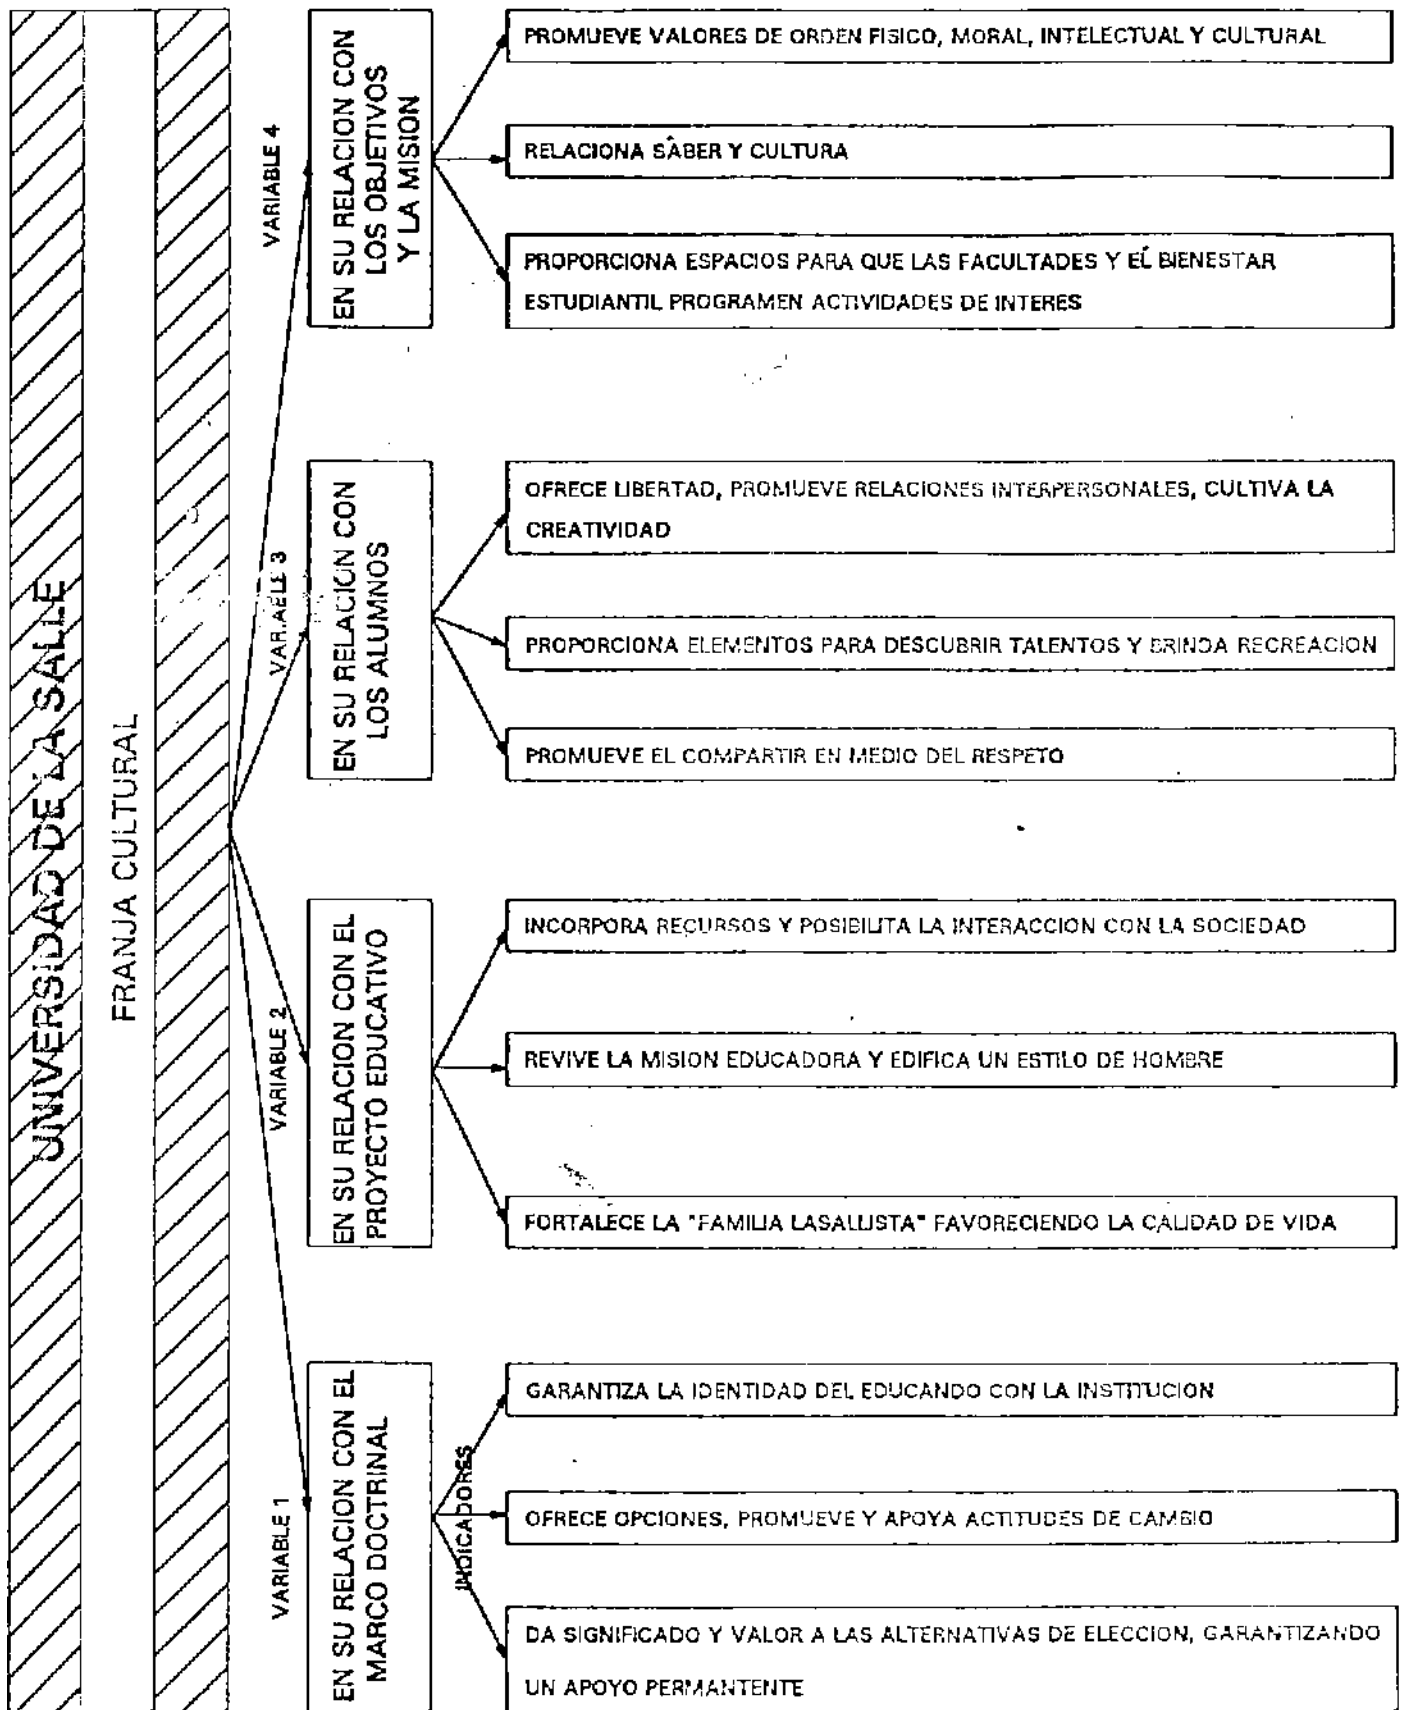 UNIVERSIDAD DE LA SALLE
FRANJA CULTURAL
VARIABLE 4
EN SU RELACION CON
LOS OBJETIVOS
Y LA MISION
PROMUEVE VALORES DE ORDEN FISICO, MORAL, INTELECTUAL Y CULTURAL
RELACIONA SABER Y CULTURA
PROPORCIONA ESPACIOS PARA QUE LAS FACULTADES Y EL BIENESTAR
ESTUDIANTIL PROGRAMEN ACTIVIDADES DE INTERES
VARIABLE 3
EN SU RELACION CON
LOS ALUMNOS
OFRECE LIBERTAD, PROMUEVE RELACIONES INTERPERSONALES, CULTIVA LA
CREATIVIDAD
PROPORCIONA ELEMENTOS PARA DESCUBRIR TALENTOS Y BRINDA RECREACION
PROMUEVE EL COMPARTIR EN MEDIO DEL RESPETO
VARIABLE 2
EN SU RELACION CON EL
PROYECTO EDUCATIVO
INCORPORA RECURSOS Y POSIBILITA LA INTERACCION CON LA SOCIEDAD
REVIVE LA MISION EDUCADORA Y EDIFICA UN ESTILO DE HOMBRE
FORTALECE LA "FAMILIA LASALLISTA" FAVORECIENDO LA CALIDAD DE VIDA
VARIABLE 1
EN SU RELACION CON EL
MARCO DOCTRINAL
INDICADORES
GARANTIZA LA IDENTIDAD DEL EDUCANDO CON LA INSTITUCION
OFRECE OPCIONES, PROMUEVE Y APOYA ACTITUDES DE CAMBIO
DA SIGNIFICADO Y VALOR A LAS ALTERNATIVAS DE ELECCION, GARANTIZANDO
UN APOYO PERMANTENTE